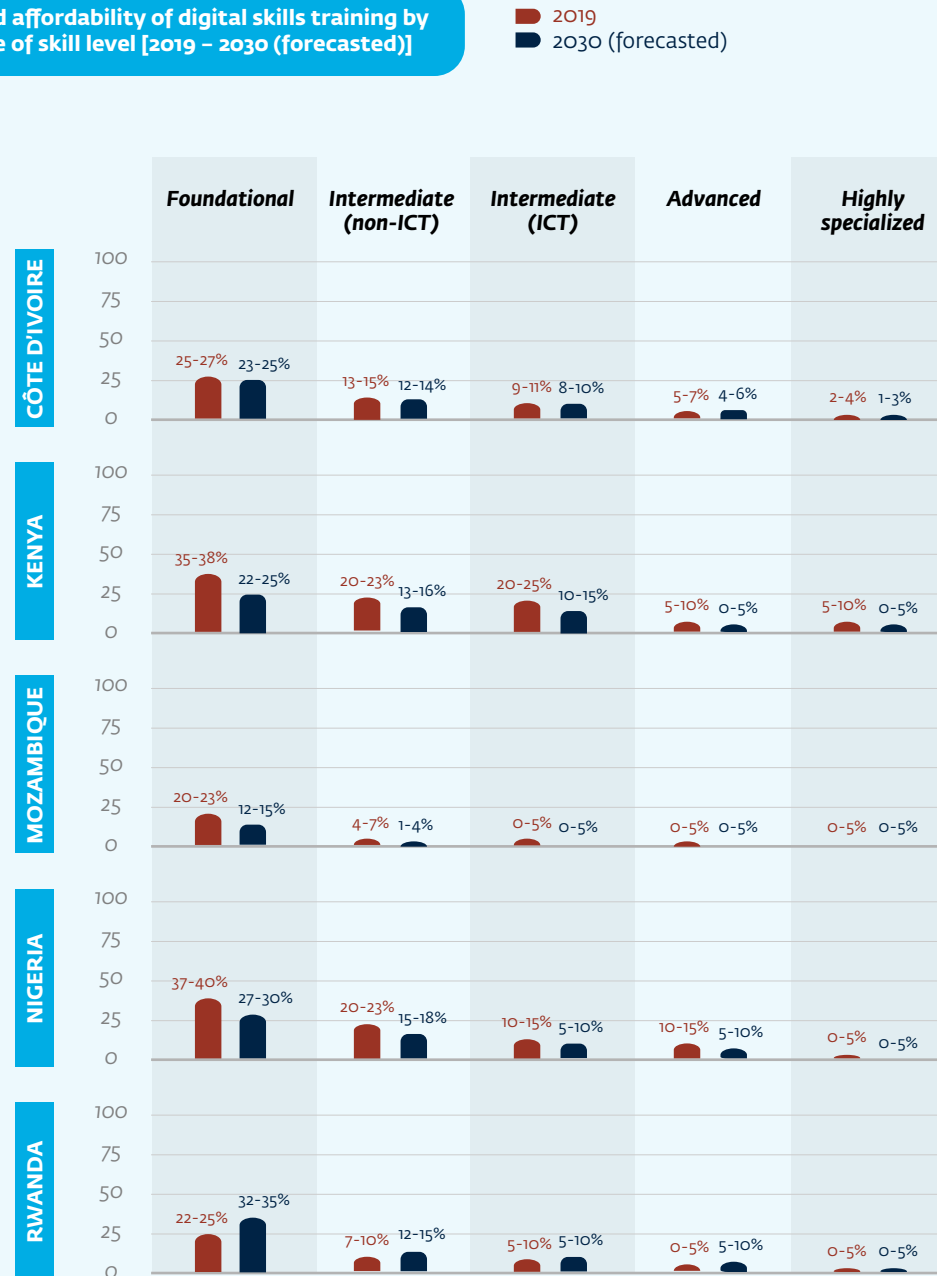 d affordability of digital skills training by
e of skill level [2019 – 2030 (forecasted)]
2019
2030 (forecasted)
Foundational Intermediate (non-ICT) Intermediate (ICT) Advanced Highly specialized
CÔTE D'IVOIRE
100
75
50
25
0
25-27% 23-25% 13-15% 12-14% 9-11% 8-10% 5-7% 4-6% 2-4% 1-3%
KENYA
100
75
50
25
0
35-38% 22-25% 20-23% 13-16% 20-25% 10-15% 5-10% 0-5% 5-10% 0-5%
MOZAMBIQUE
100
75
50
25
0
20-23% 12-15% 4-7% 1-4% 0-5% 0-5% 0-5% 0-5% 0-5% 0-5%
NIGERIA
100
75
50
25
0
37-40% 27-30% 20-23% 15-18% 10-15% 5-10% 10-15% 5-10% 0-5% 0-5%
RWANDA
100
75
50
25
0
22-25% 32-35% 7-10% 12-15% 5-10% 5-10% 0-5% 5-10% 0-5% 0-5%